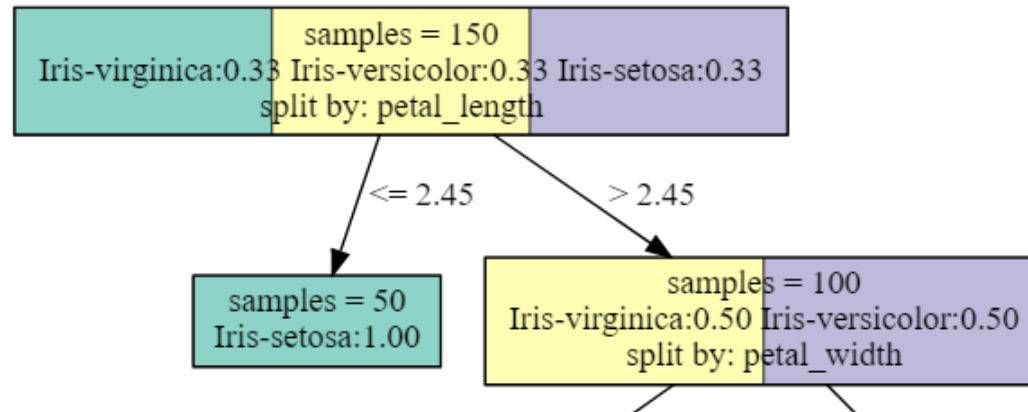 samples = 150
Iris-virginica:0.33 Iris-versicolor:0.33 Iris-setosa:0.33
split by: petal_length
<= 2.45
> 2.45
samples = 50
Iris-setosa:1.00
samples = 100
Iris-virginica:0.50 Iris-versicolor:0.50
split by: petal_width